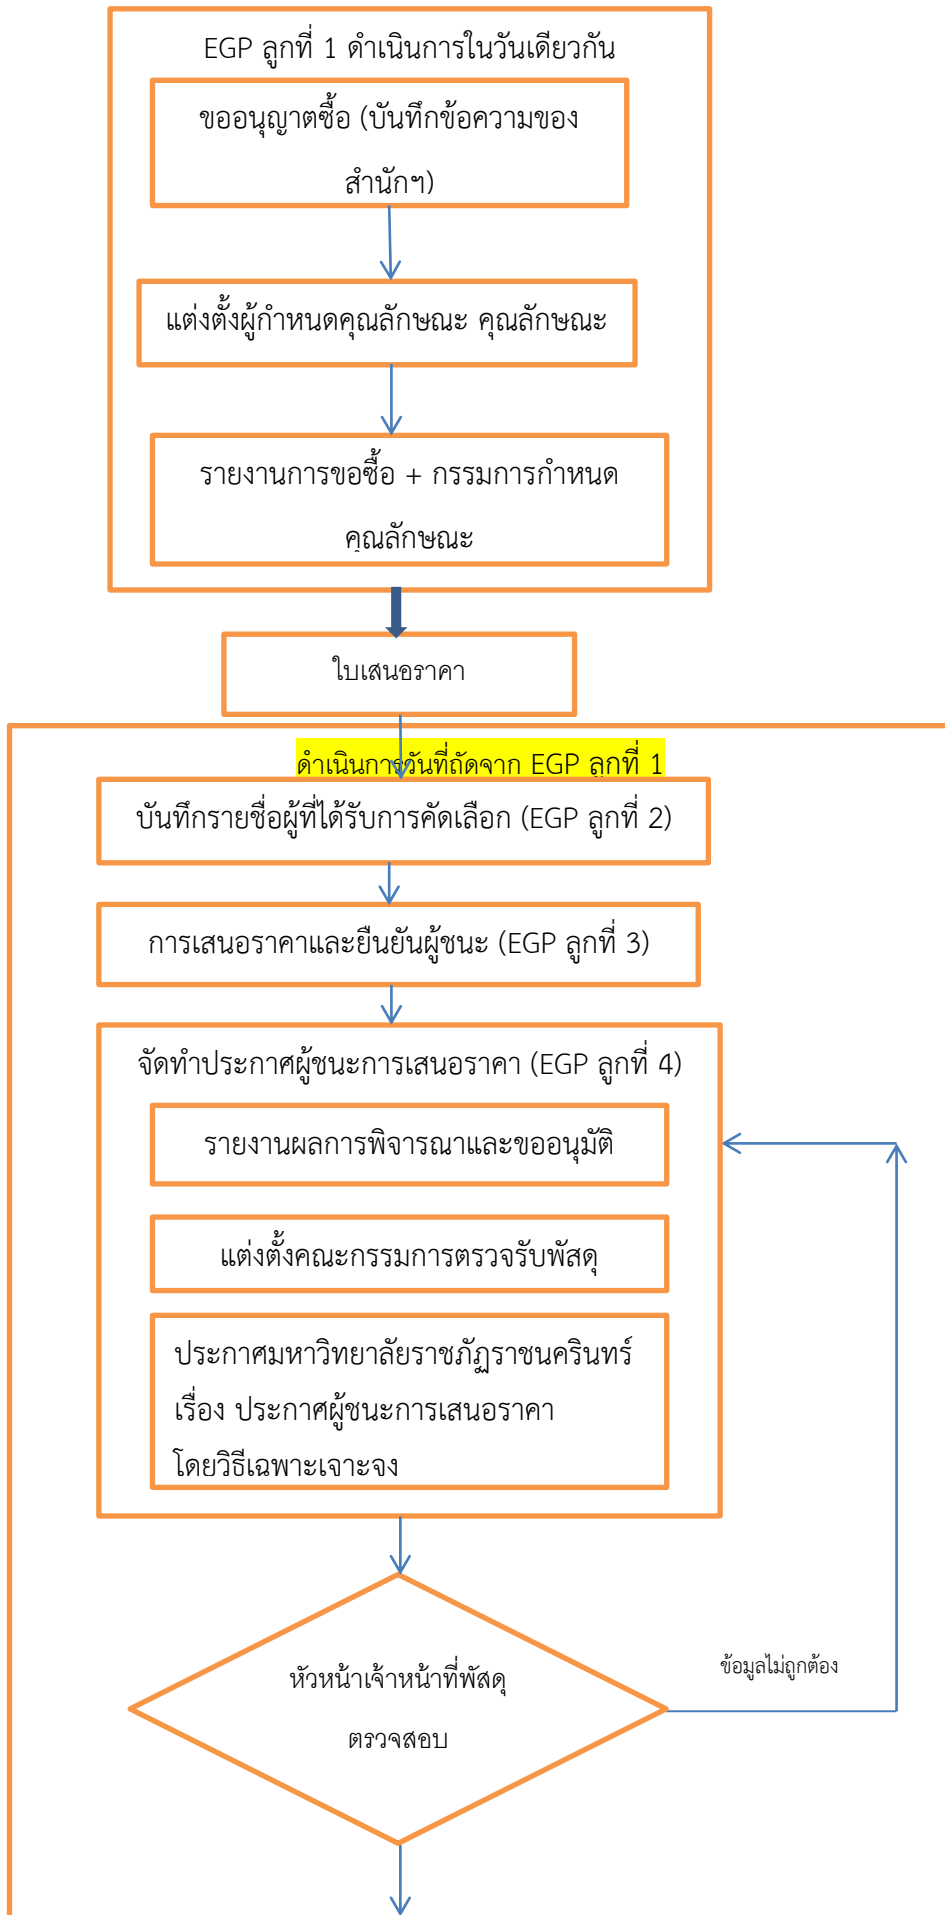 EGP ลูกที่ 1 ดำเนินการในวันเดียวกัน
ขออนุญาตซื้อ (บันทึกข้อความของ
สำนักฯ)
แต่งตั้งผู้กำหนดคุณลักษณะ คุณลักษณะ
รายงานการขอซื้อ + กรรมการกำหนด
คุณลักษณะ
ใบเสนอราคา
ดำเนินการวันที่ถัดจาก EGP ลูกที่ 1
บันทึกรายชื่อผู้ที่ได้รับการคัดเลือก (EGP ลูกที่ 2)
การเสนอราคาและยืนยันผู้ชนะ (EGP ลูกที่ 3)
จัดทำประกาศผู้ชนะการเสนอราคา (EGP ลูกที่ 4)
รายงานผลการพิจารณาและขออนุมัติ
แต่งตั้งคณะกรรมการตรวจรับพัสดุ
ประกาศมหาวิทยาลัยราชภัฏราชนครินทร์
เรื่อง ประกาศผู้ชนะการเสนอราคา
โดยวิธีเฉพาะเจาะจง
หัวหน้าเจ้าหน้าที่พัสดุ
ตรวจสอบ
ข้อมูลไม่ถูกต้อง